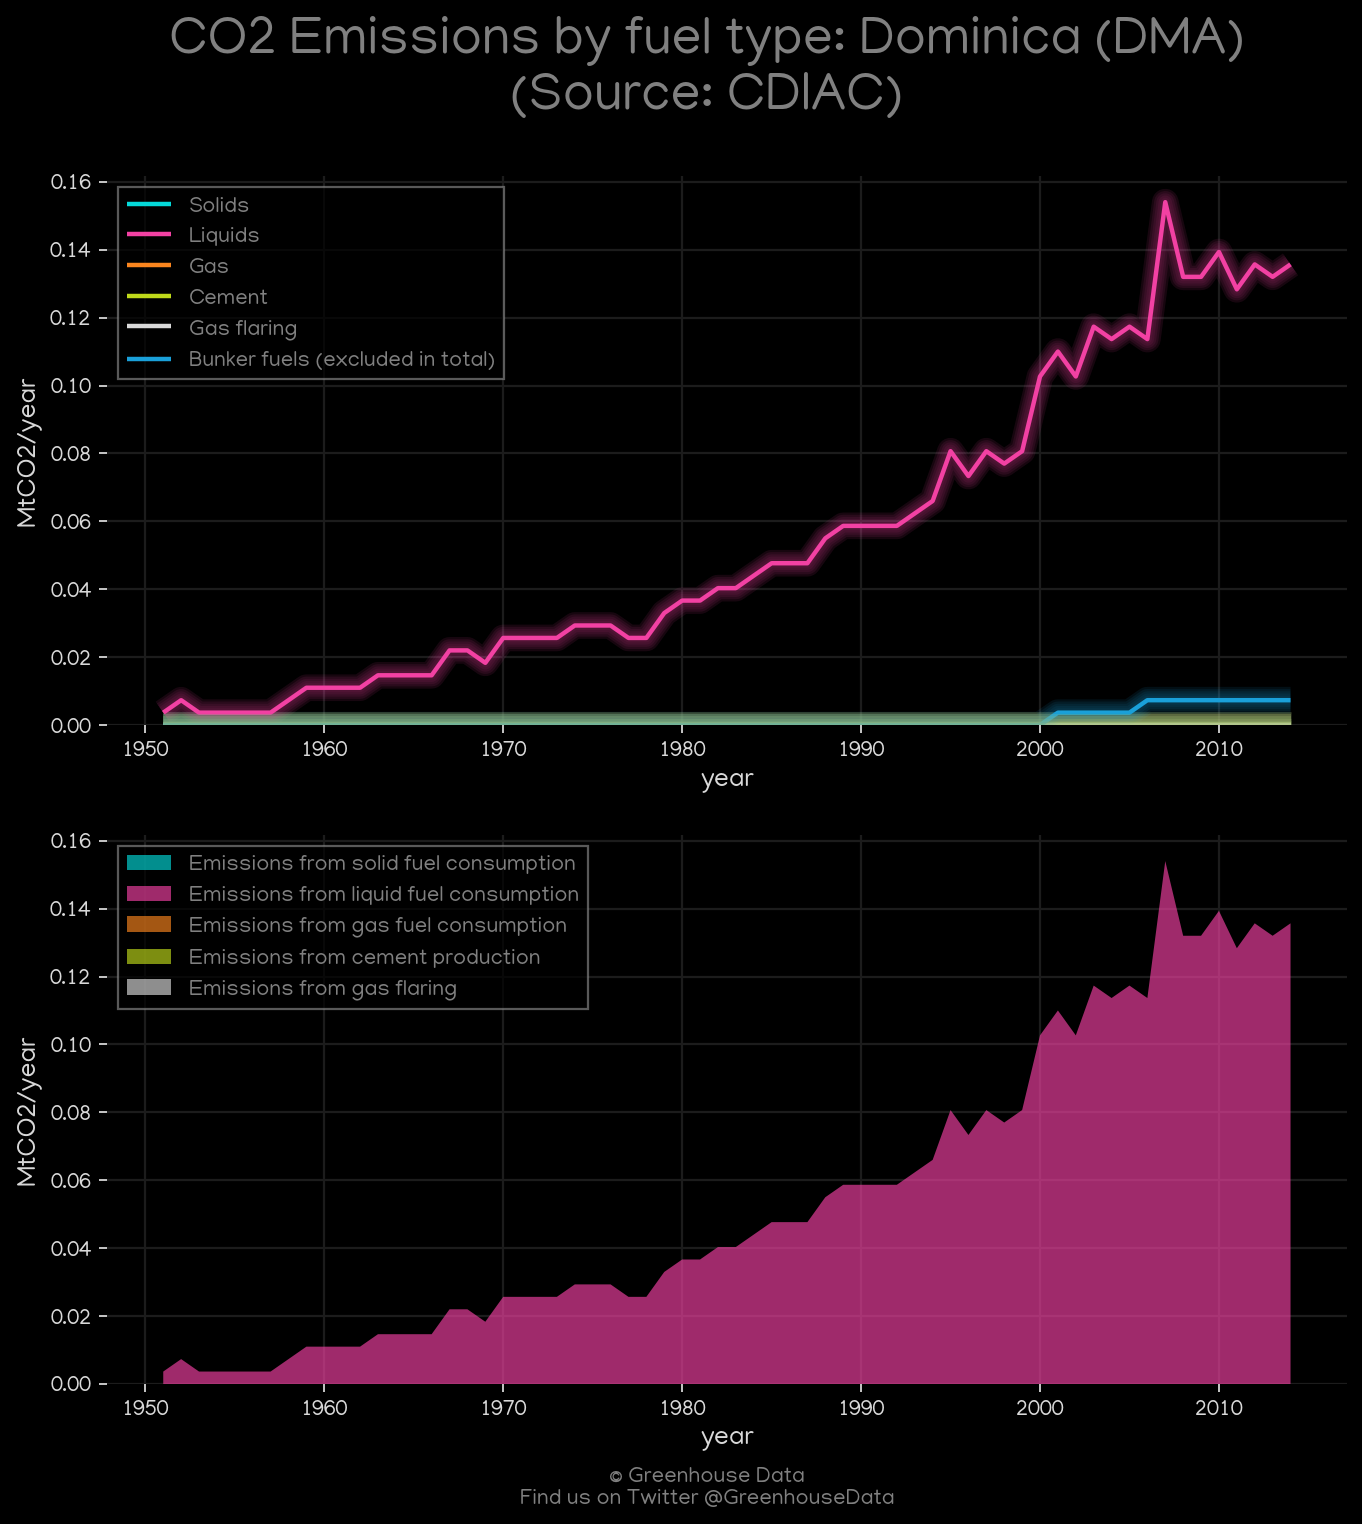 CO2 Emissions by fuel type: Dominica (DMA)
(Source: CDIAC)
0.16
0.14
0.12
0.10
0.08
0.06
0.04
0.02
0.00
MtCO2/year
Solids
Liquids
Gas
Cement
Gas flaring
Bunker fuels (excluded in total)
1950 1960 1970 1980 1990 2000 2010
year
0.16
0.14
0.12
0.10
0.08
0.06
0.04
0.02
0.00
MtCO2/year
Emissions from solid fuel consumption
Emissions from liquid fuel consumption
Emissions from gas fuel consumption
Emissions from cement production
Emissions from gas flaring
1950 1960 1970 1980 1990 2000 2010
year
© Greenhouse Data
Find us on Twitter @GreenhouseData